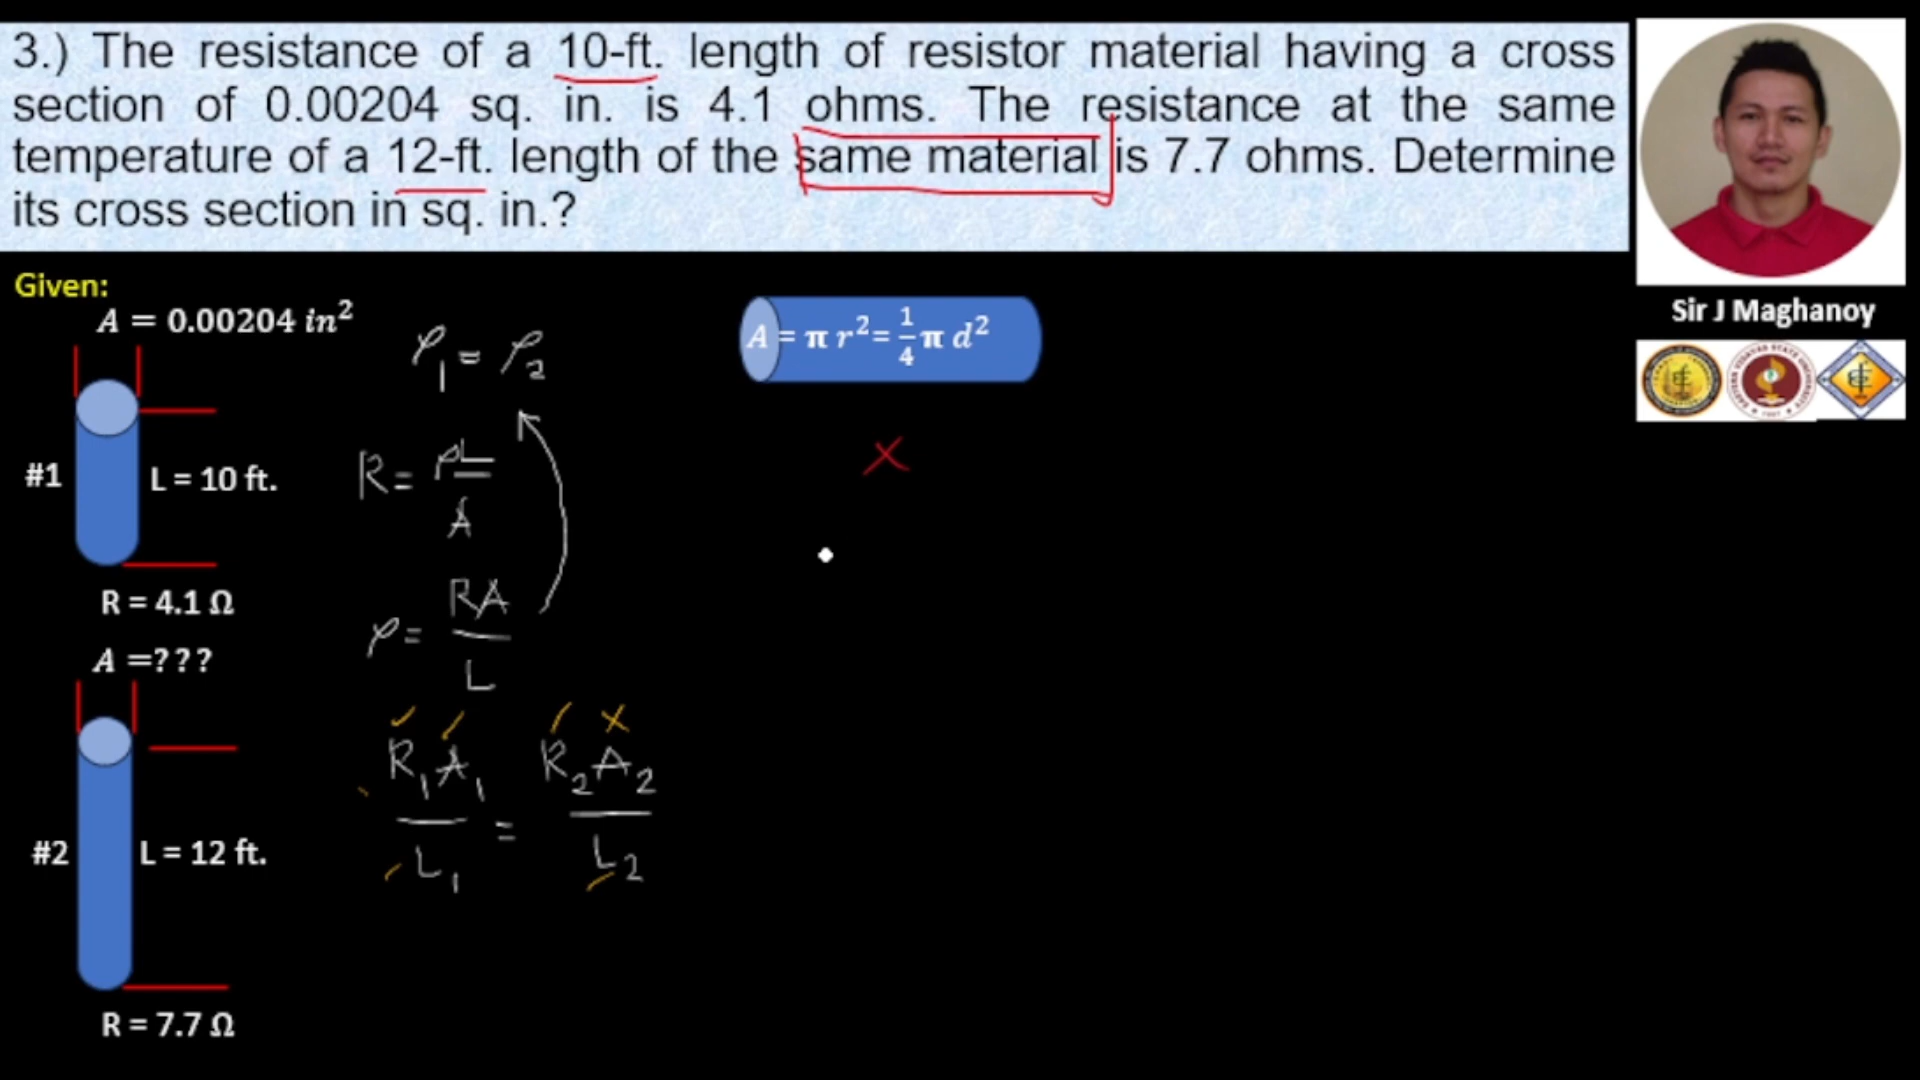 3.) The resistance of a 10-ft. length of resistor material having a cross
section of 0.00204 sq. in. is 4.1 ohms. The resistance at the same
temperature of a 12-ft. length of the same material is 7.7 ohms. Determine
its cross section in sq. in.?
Sir J Maghanoy
Given:
A = 0.00204 in²
#1
L = 10 ft.
R = 4.1 Ω
A =???
#2
L = 12 ft.
R = 7.7 Ω
ρ₁ = ρ₂
R = ρL/A
ρ = RA/L
R₁A₁/L₁ = R₂A₂/L₂
A = π r² = 1/4 π d²